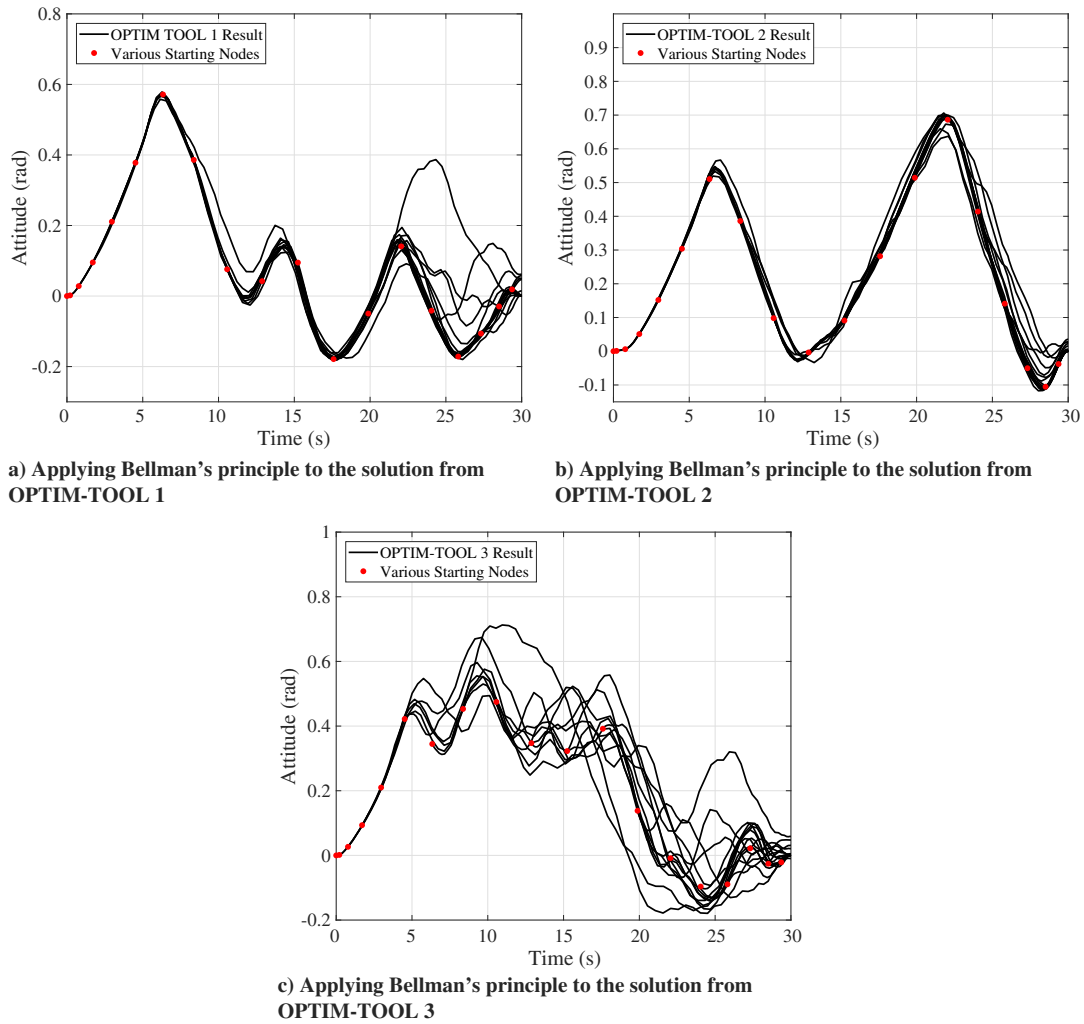 0.8
0.6
0.4
0.2
0
-0.2
Attitude (rad)
OPTIM TOOL 1 Result
Various Starting Nodes
0 5 10 15 20 25 30
Time (s)
a) Applying Bellman's principle to the solution from
OPTIM-TOOL 1
0.9
0.8
0.7
0.6
0.5
0.4
0.3
0.2
0.1
0
-0.1
Attitude (rad)
OPTIM-TOOL 2 Result
Various Starting Nodes
0 5 10 15 20 25 30
Time (s)
b) Applying Bellman's principle to the solution from
OPTIM-TOOL 2
1
0.8
0.6
0.4
0.2
0
-0.2
Attitude (rad)
OPTIM-TOOL 3 Result
Various Starting Nodes
0 5 10 15 20 25 30
Time (s)
c) Applying Bellman's principle to the solution from
OPTIM-TOOL 3